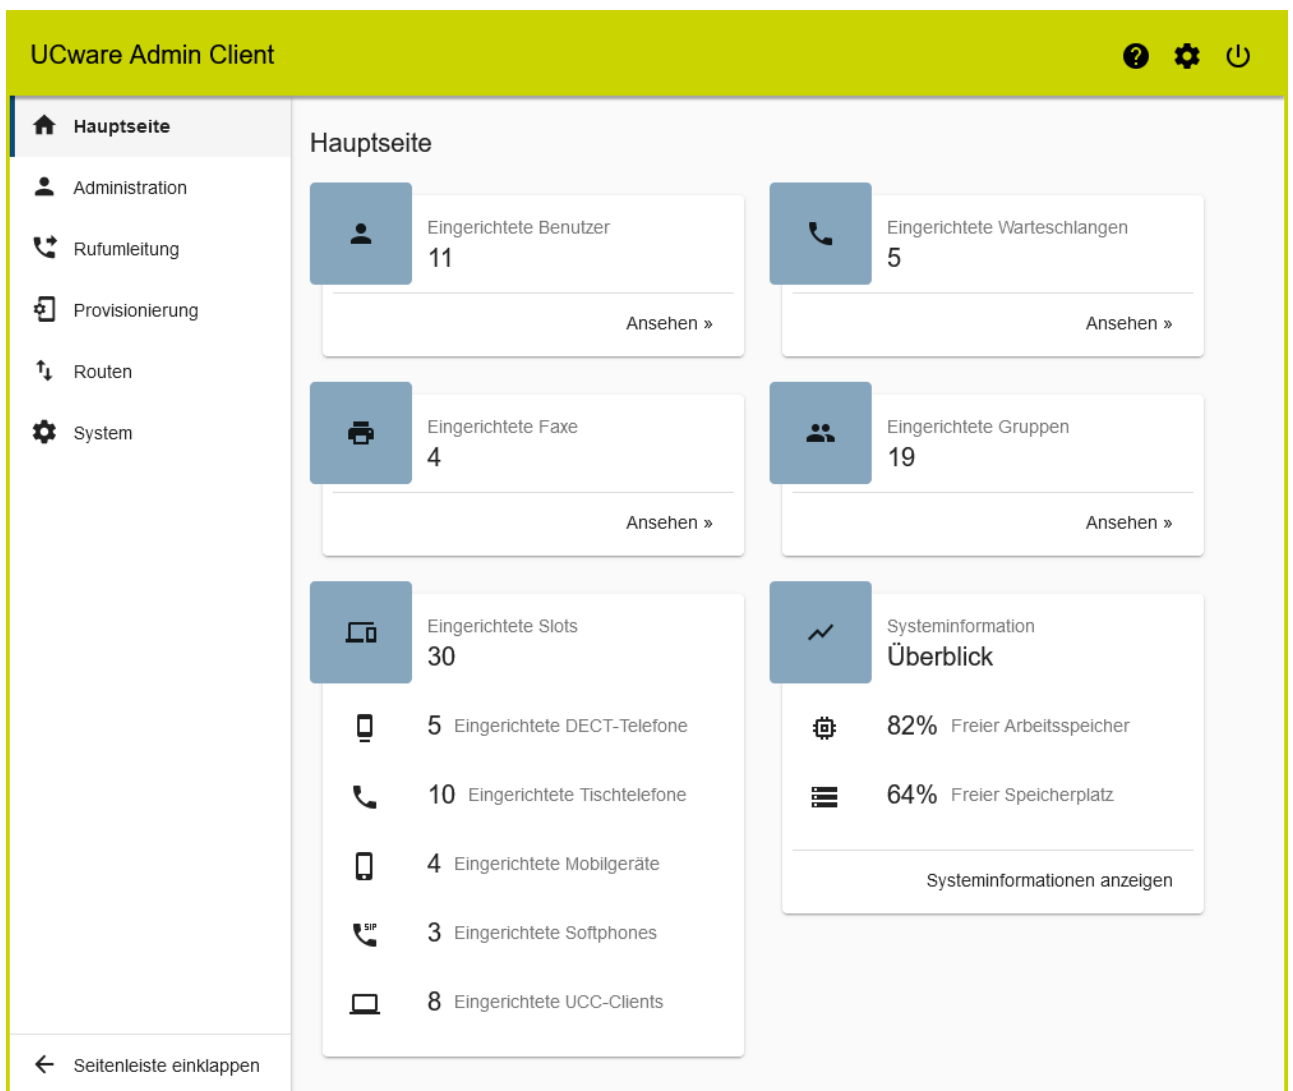 UCware Admin Client
Hauptseite
Administration
Rufumleitung
Provisionierung
Routen
System
Seitenleiste einklappen
Hauptseite
Eingerichtete Benutzer
11
Ansehen »
Eingerichtete Warteschlangen
5
Ansehen »
Eingerichtete Faxe
4
Ansehen »
Eingerichtete Gruppen
19
Ansehen »
Eingerichtete Slots
30
5 Eingerichtete DECT-Telefone
10 Eingerichtete Tischtelefone
4 Eingerichtete Mobilgeräte
SIP
3 Eingerichtete Softphones
8 Eingerichtete UCC-Clients
Systeminformation
Überblick
82% Freier Arbeitsspeicher
64% Freier Speicherplatz
Systeminformationen anzeigen